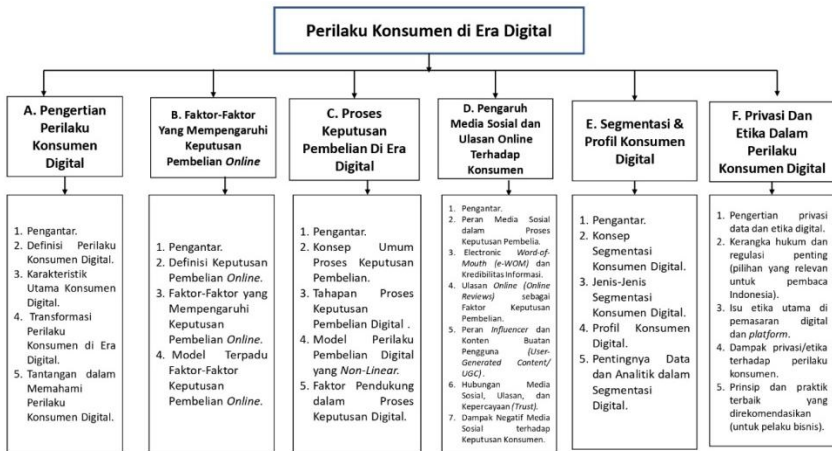 Perilaku Konsumen di Era Digital
A. Pengertian
Perilaku
Konsumen
Digital
1. Pengantar.
2. Definisi Perilaku
Konsumen Digital.
3. Karakteristik
Utama Konsumen
Digital.
4. Transformasi
Perilaku
Konsumen di Era
Digital.
5. Tantangan dalam
Memahami
Perilaku
Konsumen Digital.
B. Faktor-Faktor
Yang Mempengaruhi
Keputusan
Pembelian Online
1. Pengantar.
2. Definisi Keputusan
Pembelian Online.
3. Faktor-Faktor yang
Mempengaruhi
Keputusan
Pembelian Online.
4. Model Terpadu
Faktor-Faktor
Keputusan
Pembelian Online.
C. Proses
Keputusan
Pembelian Di Era
Digital
1. Pengantar.
2. Konsep Umum
Proses Keputusan
Pembelian.
3. Tahapan Proses
Keputusan
Pembelian Digital .
4. Model Perilaku
Pembelian Digital
yang Non-Linear.
5. Faktor Pendukung
dalam Proses
Keputusan Digital.
D. Pengaruh
Media Sosial dan
Ulasan Online
Terhadap
Konsumen
1. Pengantar.
2. Peran Media Sosial
dalam Proses
Keputusan Pembelia.
3. Electronic Word-of-
Mouth (e-WOM) dan
Kredibilitas Informasi.
4. Ulasan Online (Online
Reviews) sebagai
Faktor Keputusan
Pembelian.
5. Peran Influencer dan
Konten Buatan
Pengguna (User-
Generated Content/
UGC) .
6. Hubungan Media
Sosial, Ulasan, dan
Kepercayaan (Trust).
7. Dampak Negatif Media
Sosial terhadap
Keputusan Konsumen.
E. Segmentasi &
Profil Konsumen
Digital
1. Pengantar.
2. Konsep
Segmentasi
Konsumen Digital.
3. Jenis-Jenis
Segmentasi
Konsumen Digital.
4. Profil Konsumen
Digital.
5. Pentingnya Data
dan Analitik dalam
Segmentasi
Digital.
F. Privasi Dan
Etika Dalam
Perilaku
Konsumen Digital
1. Pengertian privasi
data dan etika digital.
2. Kerangka hukum dan
regulasi penting
(pilihan yang relevan
untuk pembaca
Indonesia).
3. Isu etika utama di
pemasaran digital
dan platform.
4. Dampak privasi/etika
terhadap perilaku
konsumen.
5. Prinsip dan praktik
terbaik yang
direkomendasikan
(untuk pelaku bisnis).